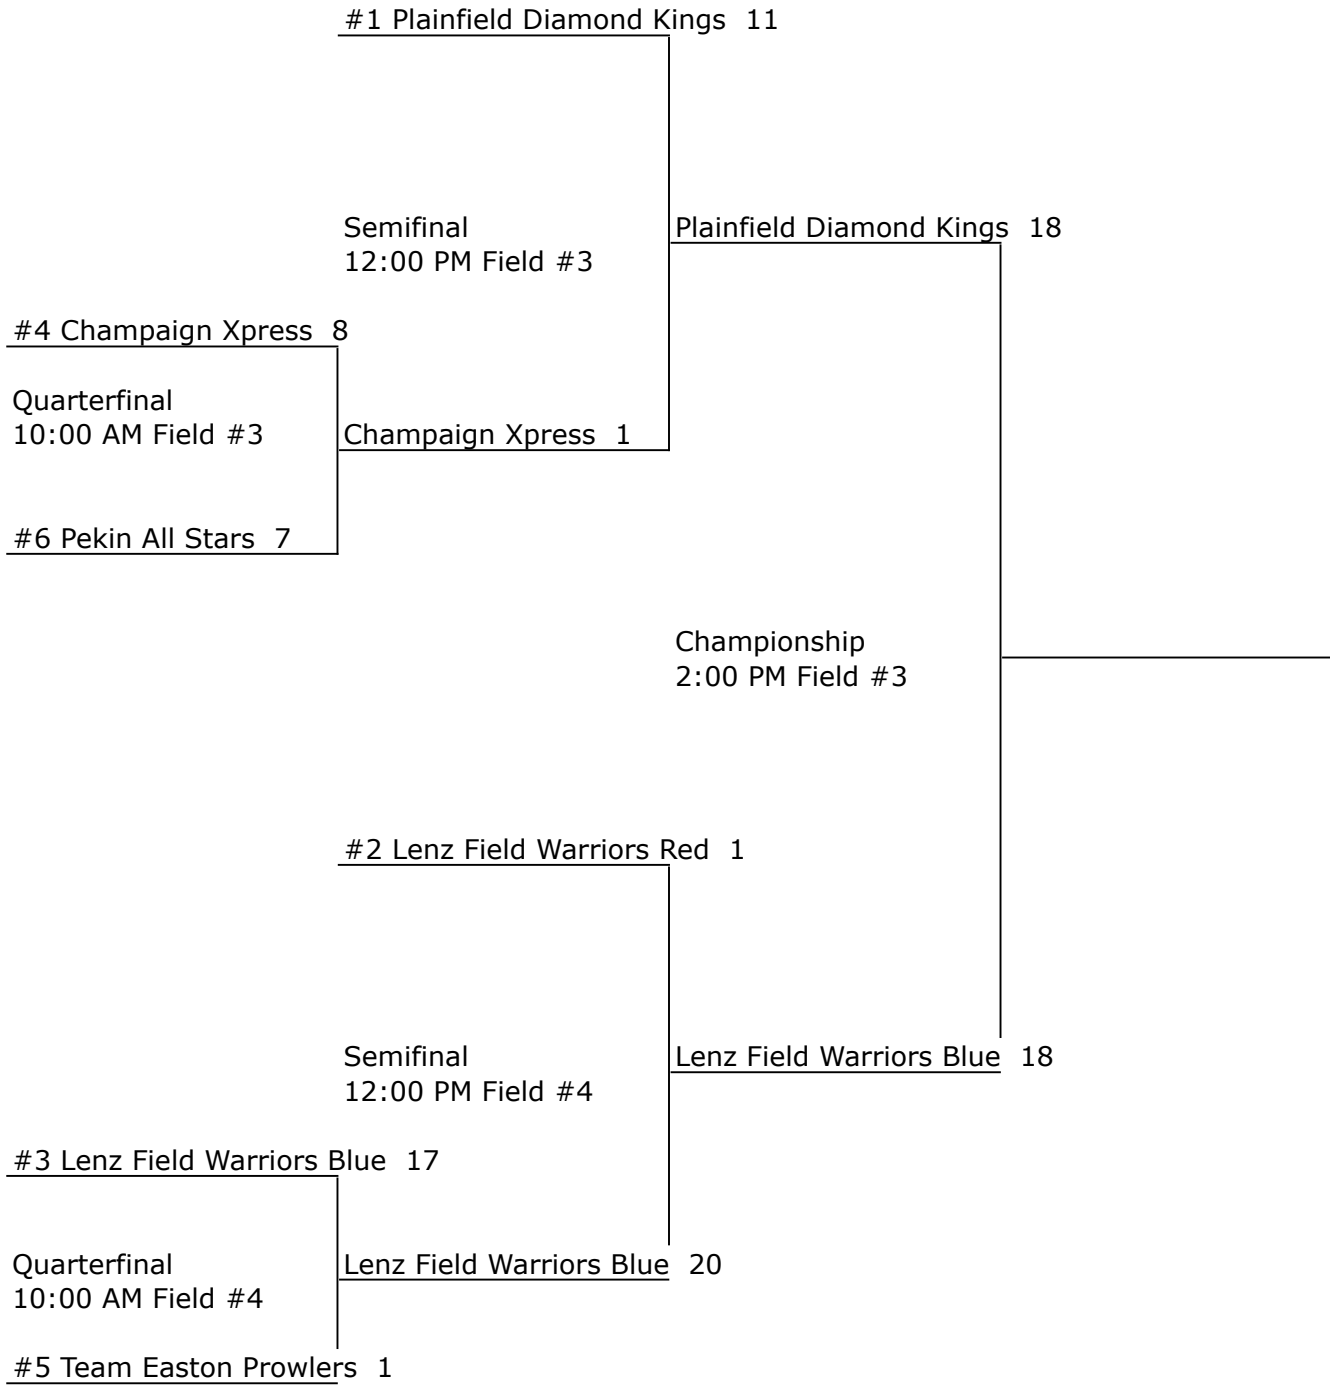 #1 Plainfield Diamond Kings 11
Semifinal
12:00 PM Field #3
Plainfield Diamond Kings 18
#4 Champaign Xpress 8
Quarterfinal
10:00 AM Field #3
Champaign Xpress 1
#6 Pekin All Stars 7
Championship
2:00 PM Field #3
#2 Lenz Field Warriors Red 1
Semifinal
12:00 PM Field #4
Lenz Field Warriors Blue 18
#3 Lenz Field Warriors Blue 17
Quarterfinal
10:00 AM Field #4
Lenz Field Warriors Blue 20
#5 Team Easton Prowlers 1